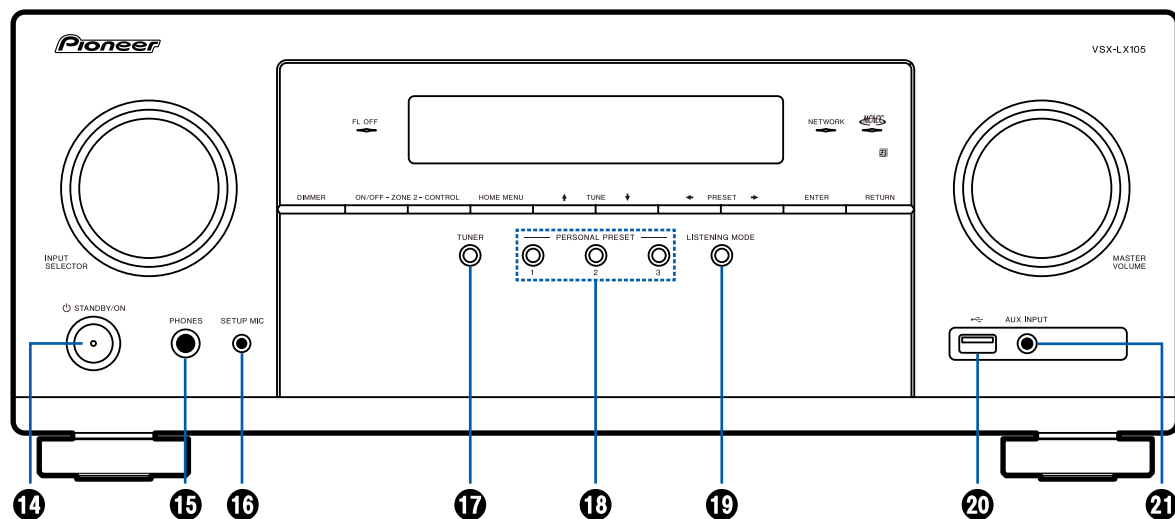 Pioneer
VSX-LX105
FL OFF
NETWORK
MCACC
DIMMER
ON/OFF - ZONE 2 - CONTROL
HOME MENU
TUNE
PRESET
ENTER
RETURN
TUNER
PERSONAL PRESET
LISTENING MODE
1
2
3
INPUT
SELECTOR
MASTER
VOLUME
STANDBY/ON
PHONES
SETUP MIC
AUX INPUT
14
15
16
17
18
19
20
21